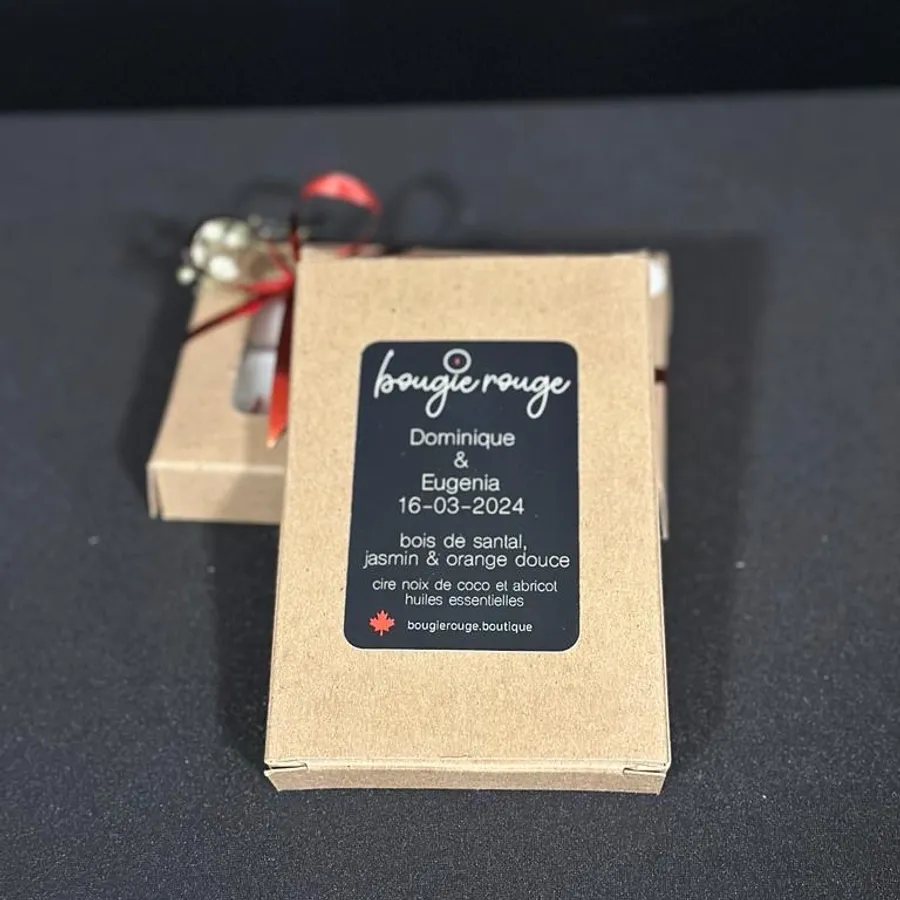 bougie rouge
Dominique
&
Eugenia
16-03-2024
bois de santal,
jasmin & orange douce
cire noix de coco et abricot
huiles essentielles
bougierouge.boutique